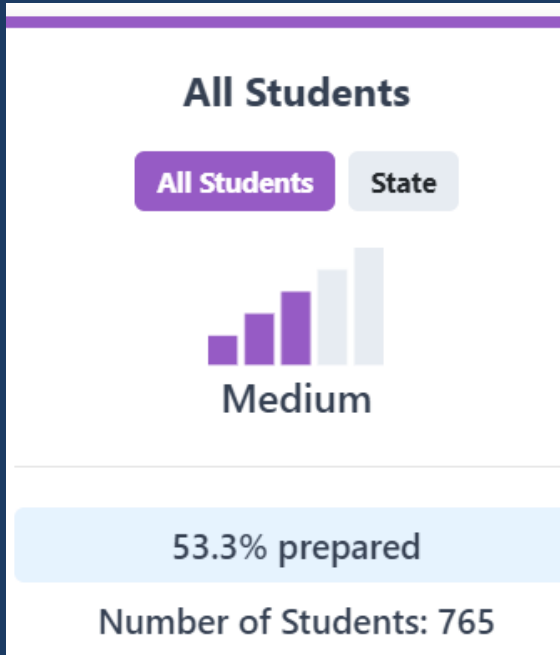 All Students
All Students State
Medium
53.3% prepared
Number of Students: 765